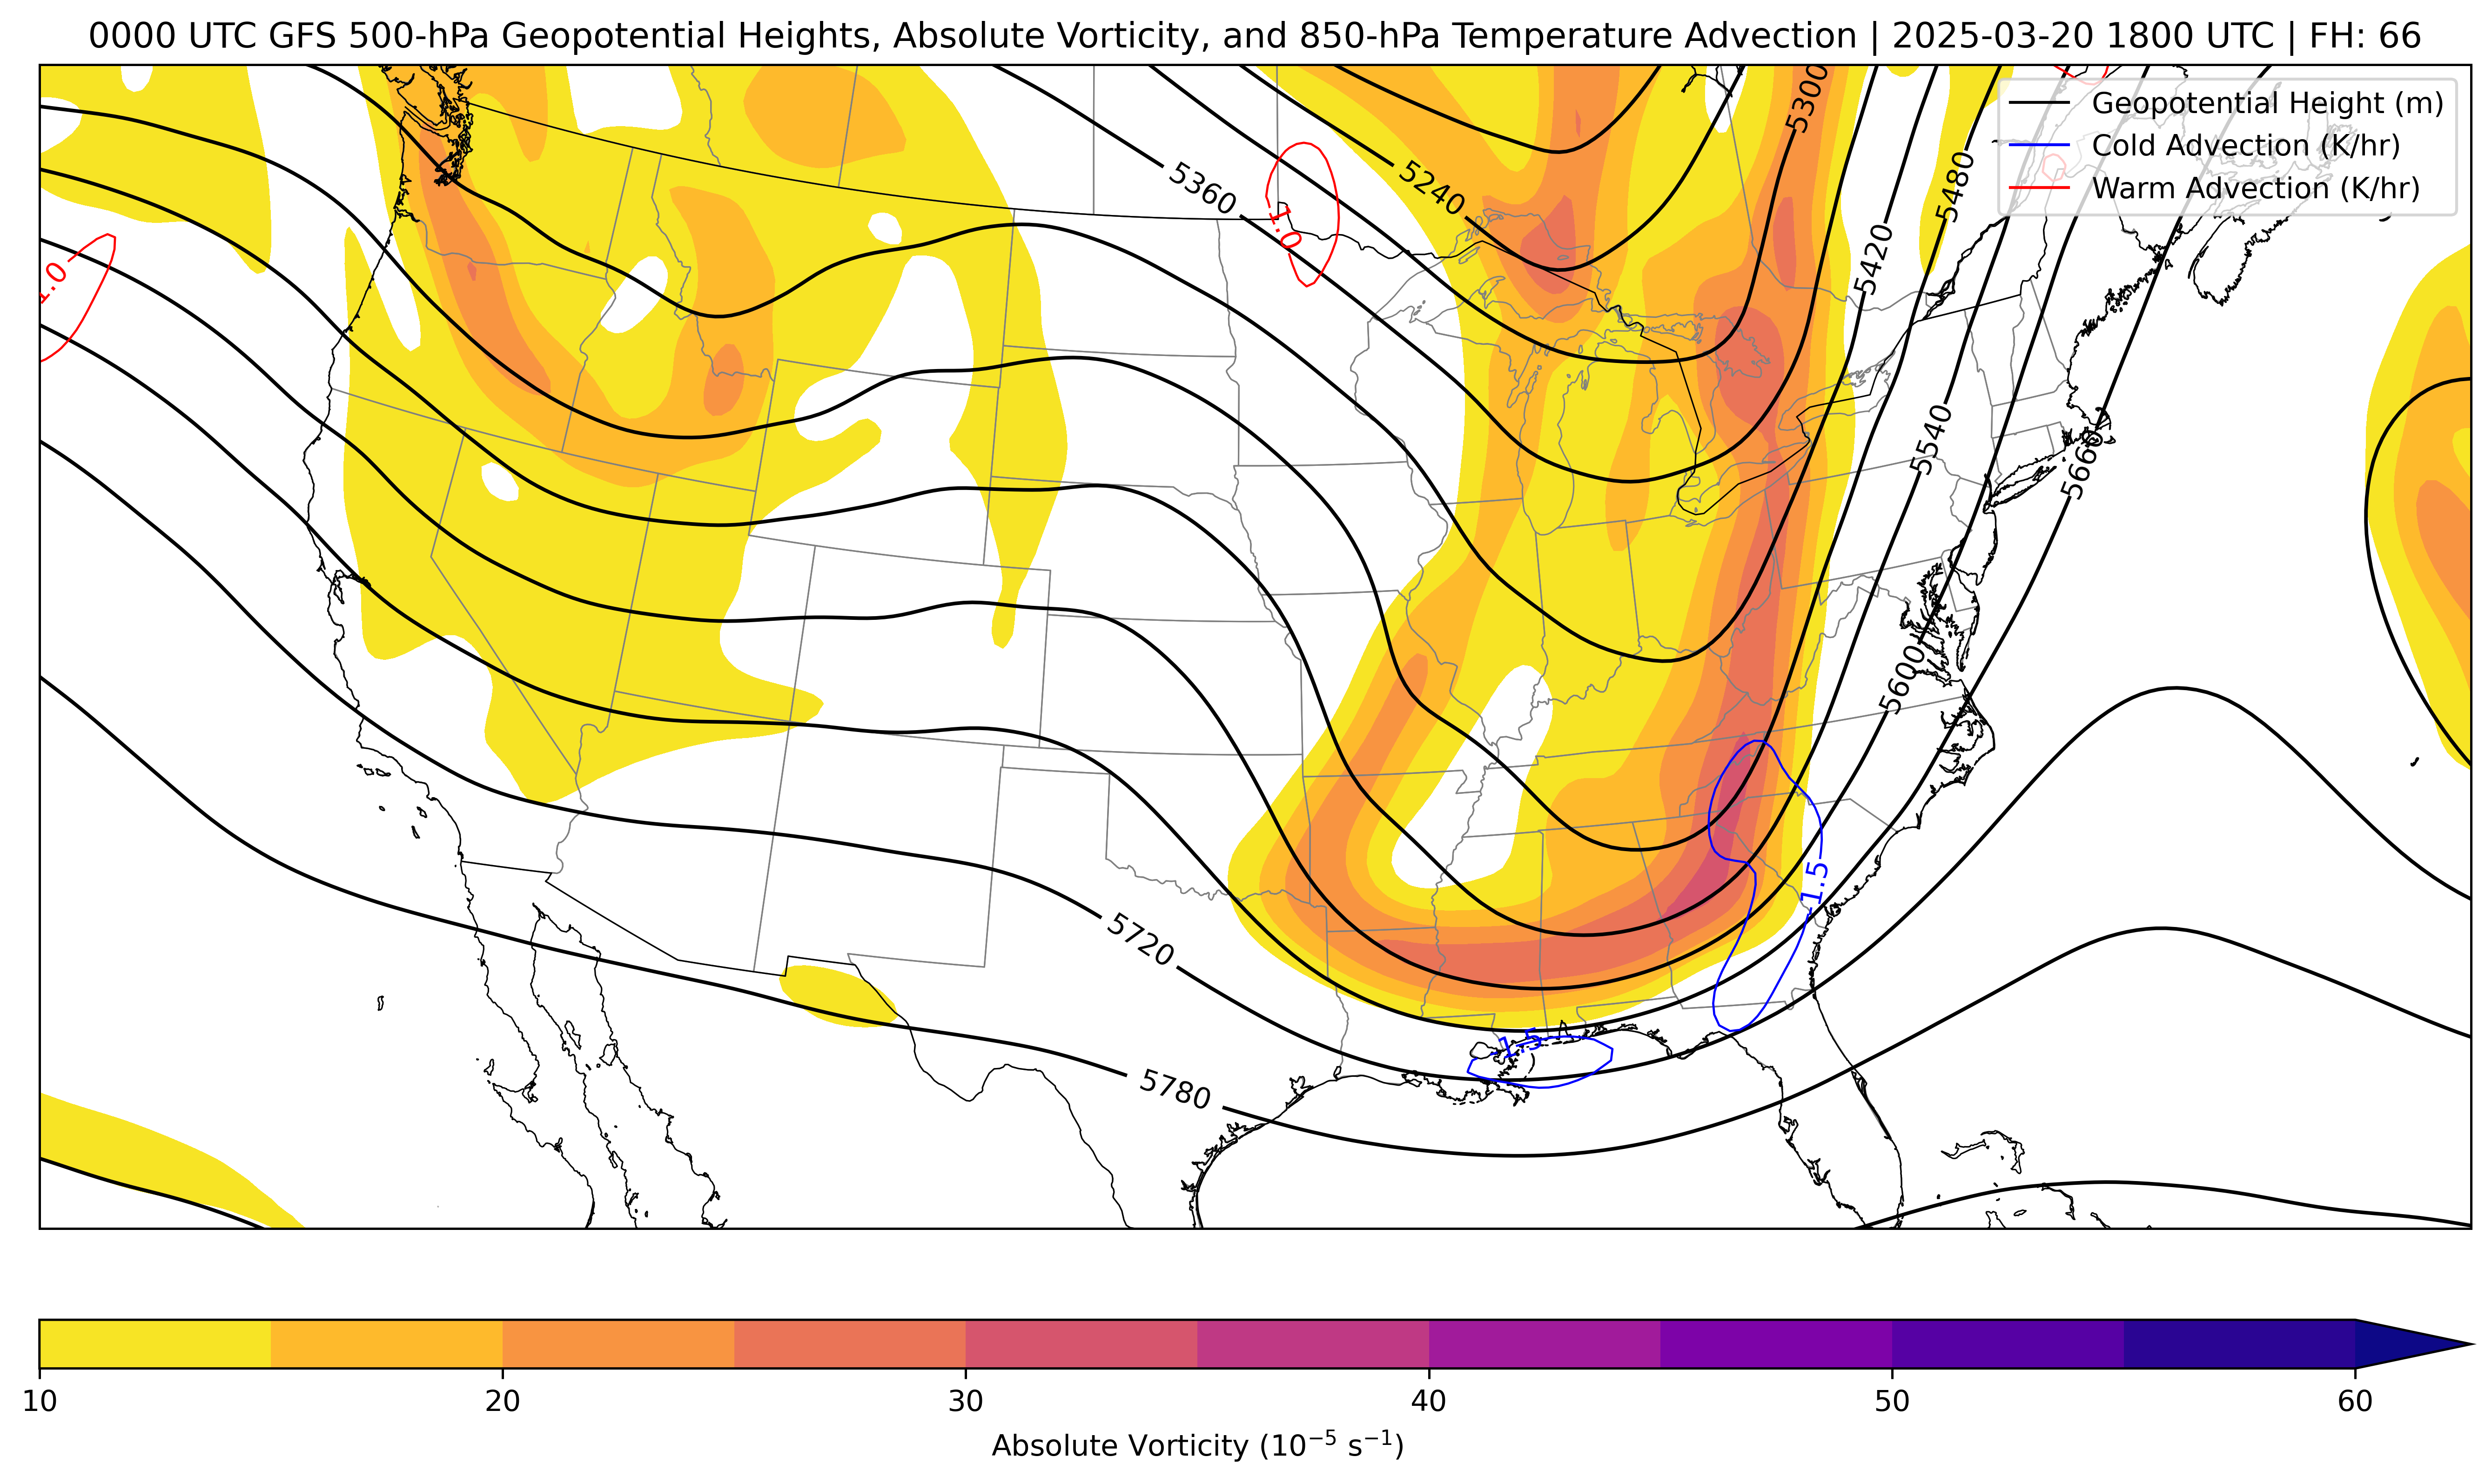 0000 UTC GFS 500-hPa Geopotential Heights, Absolute Vorticity, and 850-hPa Temperature Advection | 2025-03-20 1800 UTC | FH: 66
Geopotential Height (m)
Cold Advection (K/hr)
Warm Advection (K/hr)
5300
5360
5240
5480
1.0
5420
1.0
5540
5660
5600
-1.5
5720
-1.5
5780
10 20 30 40 50 60
Absolute Vorticity (10⁻⁵ s⁻¹)